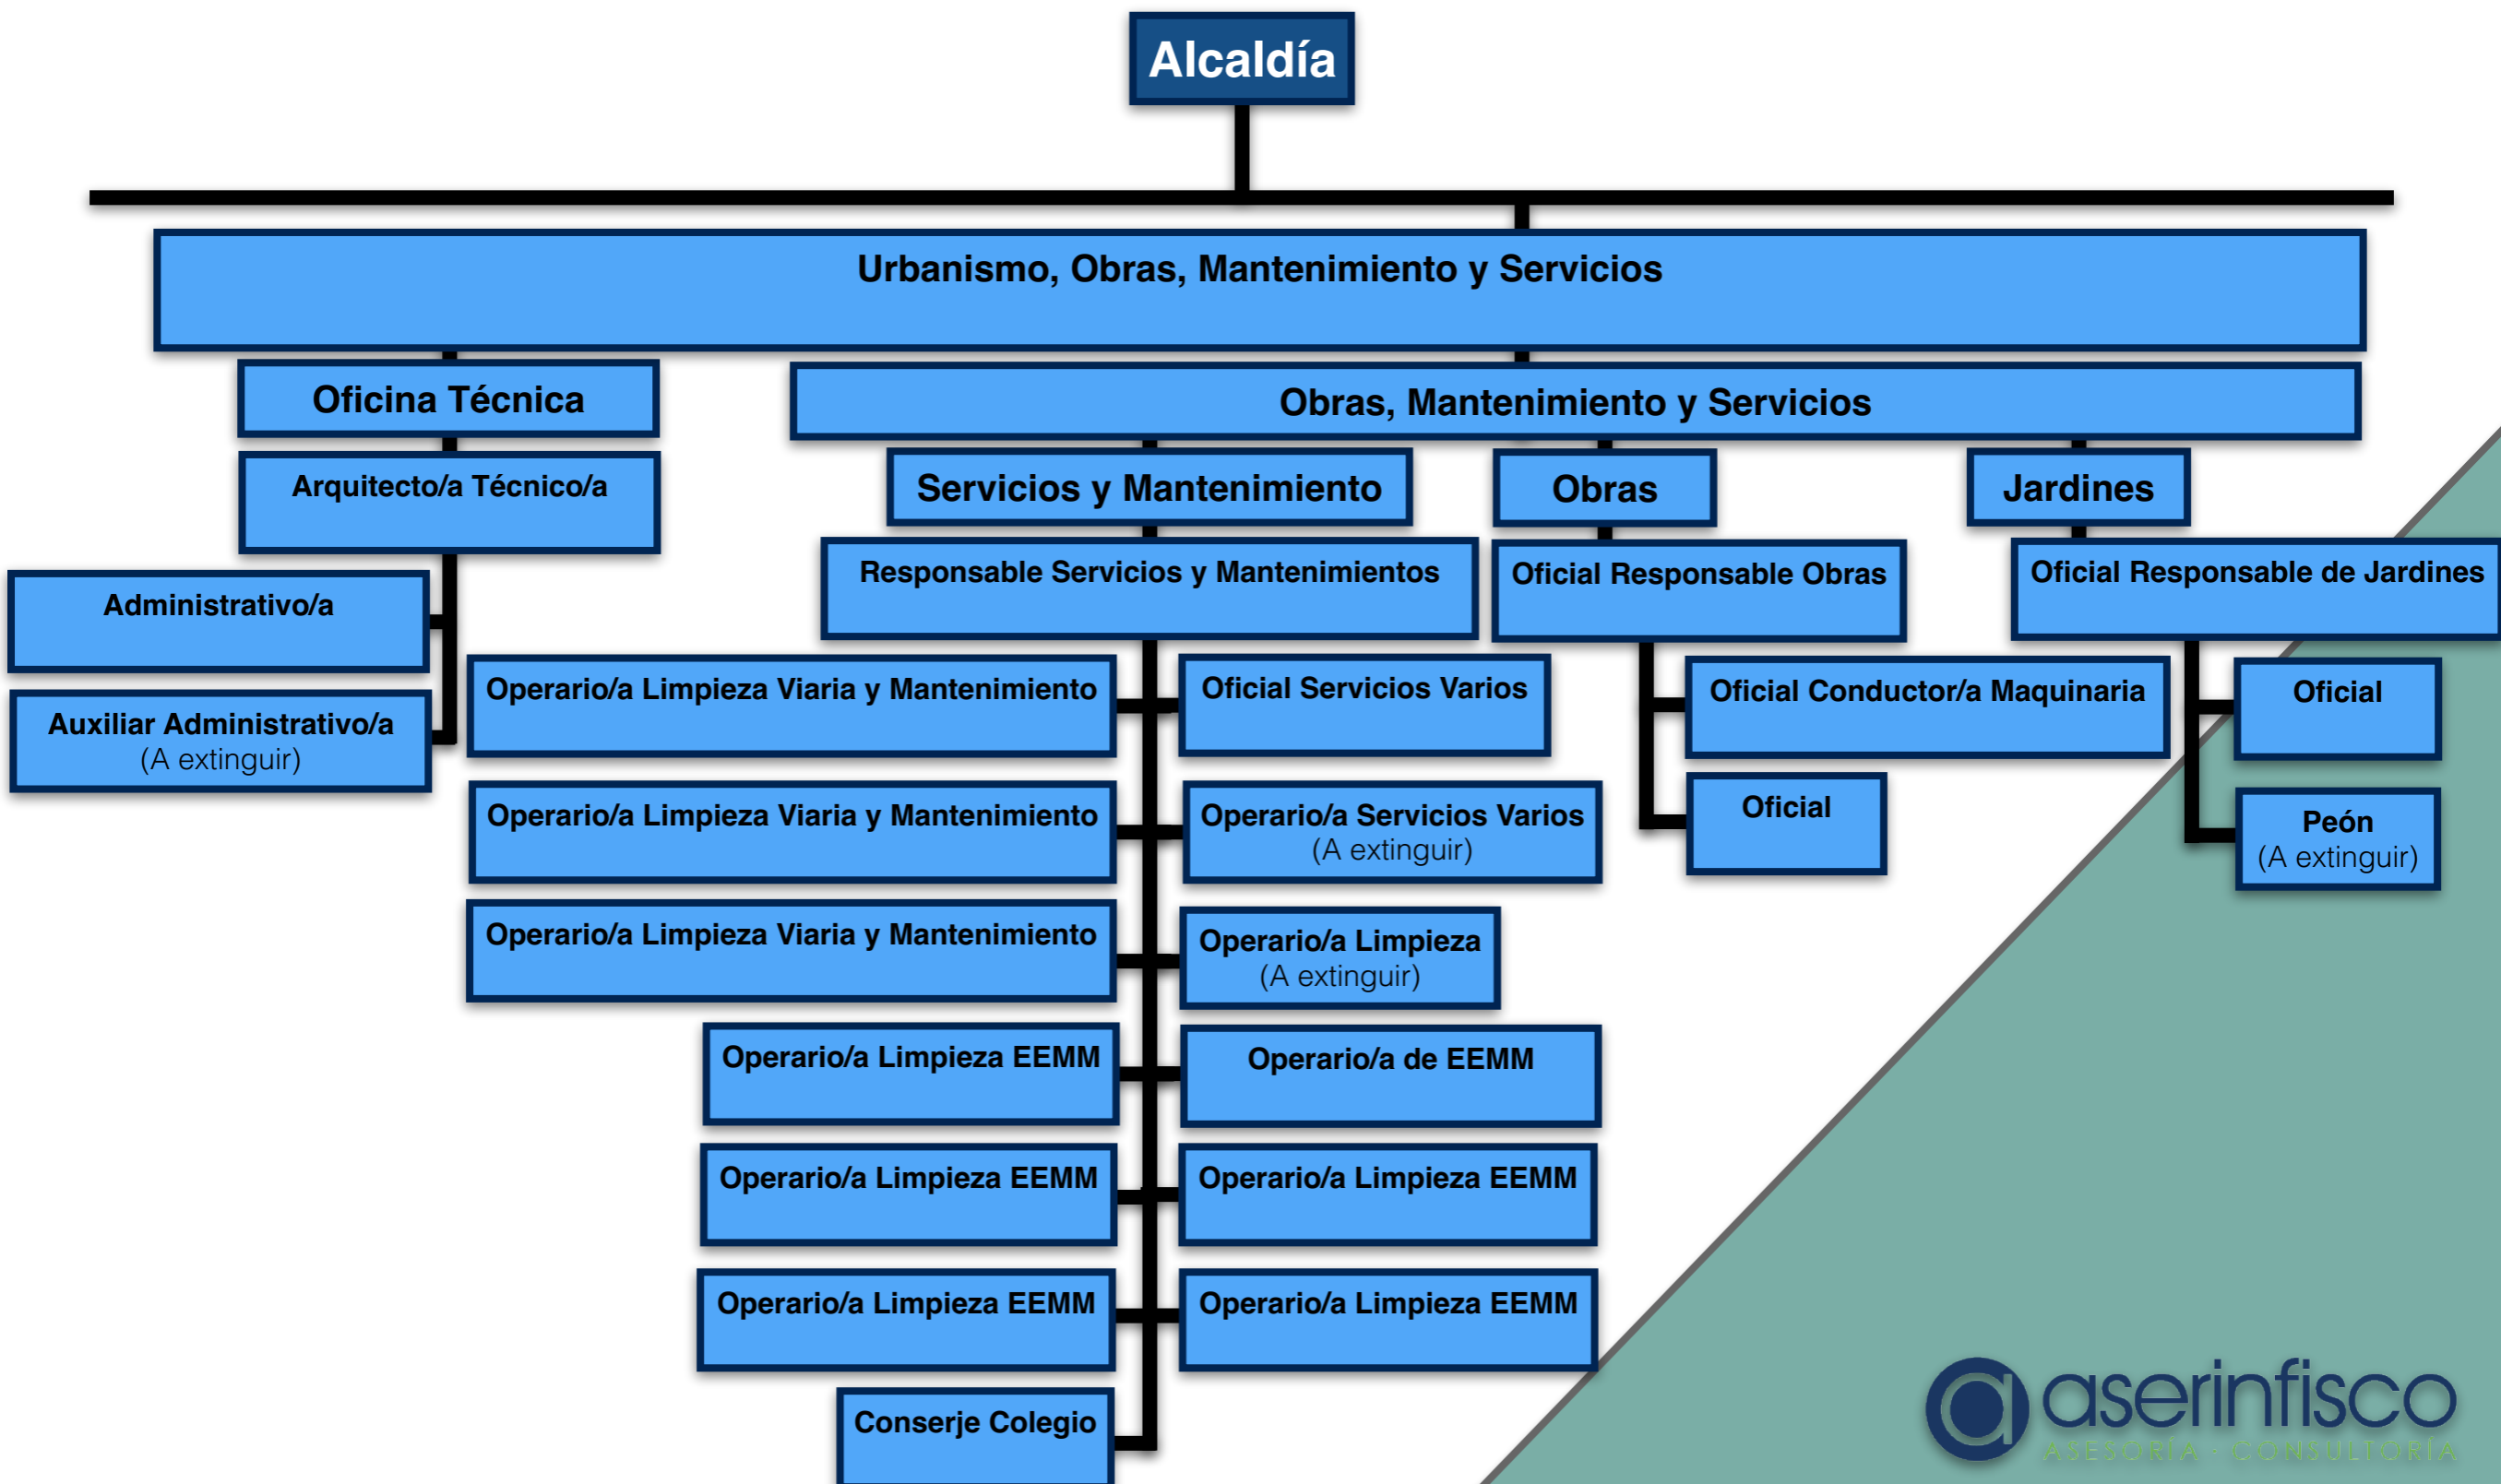 Alcaldía
Urbanismo, Obras, Mantenimiento y Servicios
Oficina Técnica
Obras, Mantenimiento y Servicios
Arquitecto/a Técnico/a
Servicios y Mantenimiento
Obras
Jardines
Responsable Servicios y Mantenimientos
Oficial Responsable Obras
Oficial Responsable de Jardines
Administrativo/a
Auxiliar Administrativo/a
(A extinguir)
Operario/a Limpieza Viaria y Mantenimiento
Oficial Servicios Varios
Oficial Conductor/a Maquinaria
Oficial
Operario/a Limpieza Viaria y Mantenimiento
Operario/a Servicios Varios
(A extinguir)
Oficial
Peón
(A extinguir)
Operario/a Limpieza Viaria y Mantenimiento
Operario/a Limpieza
(A extinguir)
Operario/a Limpieza EEMM
Operario/a de EEMM
Operario/a Limpieza EEMM
Operario/a Limpieza EEMM
Operario/a Limpieza EEMM
Operario/a Limpieza EEMM
Conserje Colegio
aserinfisco
ASESORÍA - CONSULTORÍA